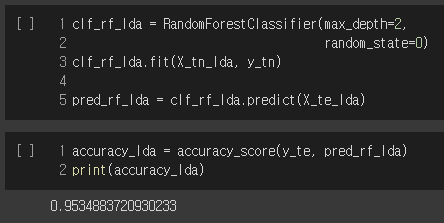 [ ] 1 clf_rf_lda = RandomForestClassifier(max_depth=2,
2 random_state=0)
3 clf_rf_lda.fit(X_tn_lda, y_tn)
4
5 pred_rf_lda = clf_rf_lda.predict(X_te_lda)
[ ] 1 accuracy_lda = accuracy_score(y_te, pred_rf_lda)
2 print(accuracy_lda)
0.9534883720930233